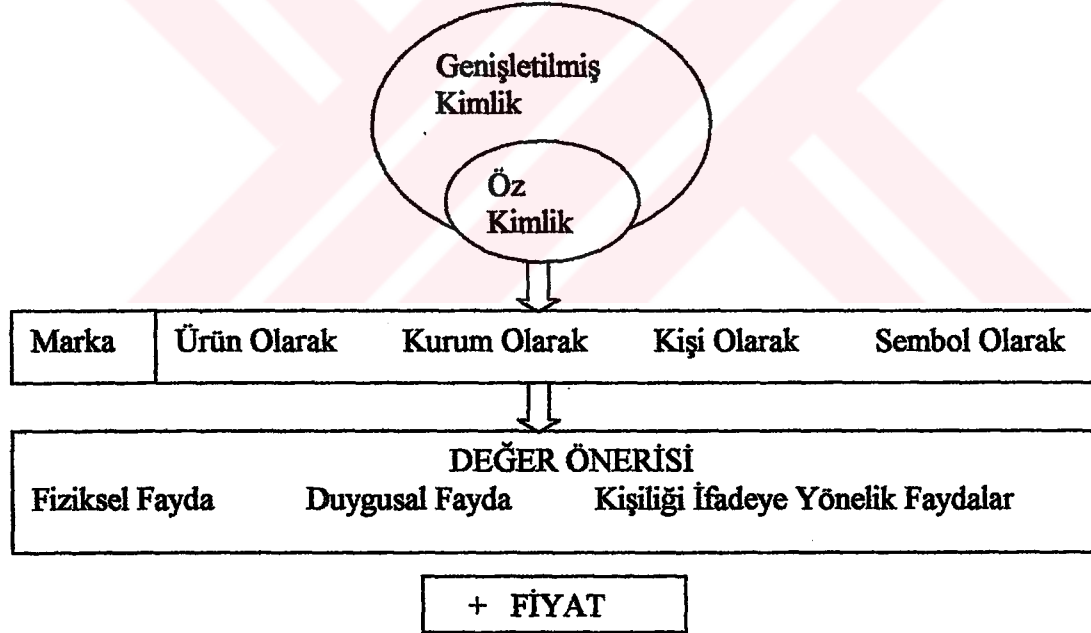 Genişletilmiş
Kimlik
Öz
Kimlik
Marka Ürün Olarak Kurum Olarak Kişi Olarak Sembol Olarak
DEĞER ÖNERİSİ
Fiziksel Fayda Duygusal Fayda Kişiliği İfadeye Yönelik Faydalar
+ FİYAT